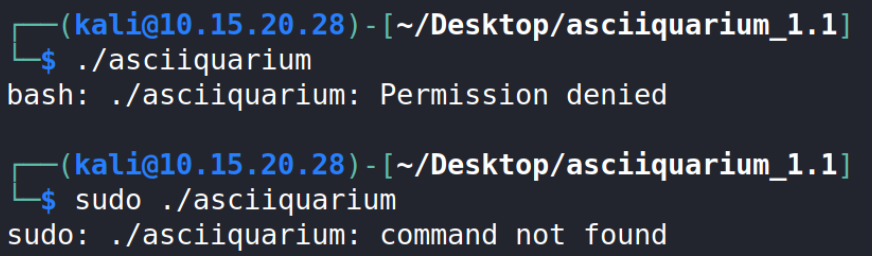 ┌──(kali@10.15.20.28)-[~/Desktop/asciiquarium_1.1]
└─$ ./asciiquarium
bash: ./asciiquarium: Permission denied
┌──(kali@10.15.20.28)-[~/Desktop/asciiquarium_1.1]
└─$ sudo ./asciiquarium
sudo: ./asciiquarium: command not found